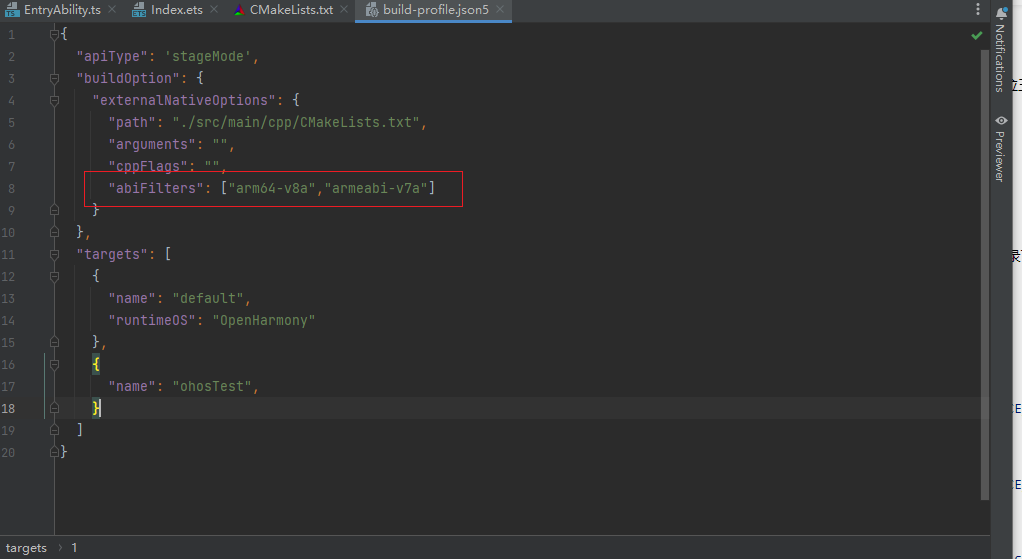 EntryAbility.ts
Index.ets
CMakeLists.txt
build-profile.json5
1 {
2 "apiType": 'stageMode',
3 "buildOption": {
4 "externalNativeOptions": {
5 "path": "./src/main/cpp/CMakeLists.txt",
6 "arguments": "",
7 "cppFlags": "",
8 "abiFilters": ["arm64-v8a","armeabi-v7a"]
9 }
10 },
11 "targets": [
12 {
13 "name": "default",
14 "runtimeOS": "OpenHarmony"
15 },
16 {
17 "name": "ohosTest",
18 }
19 ]
20 }
targets > 1
Notifications
Previewer